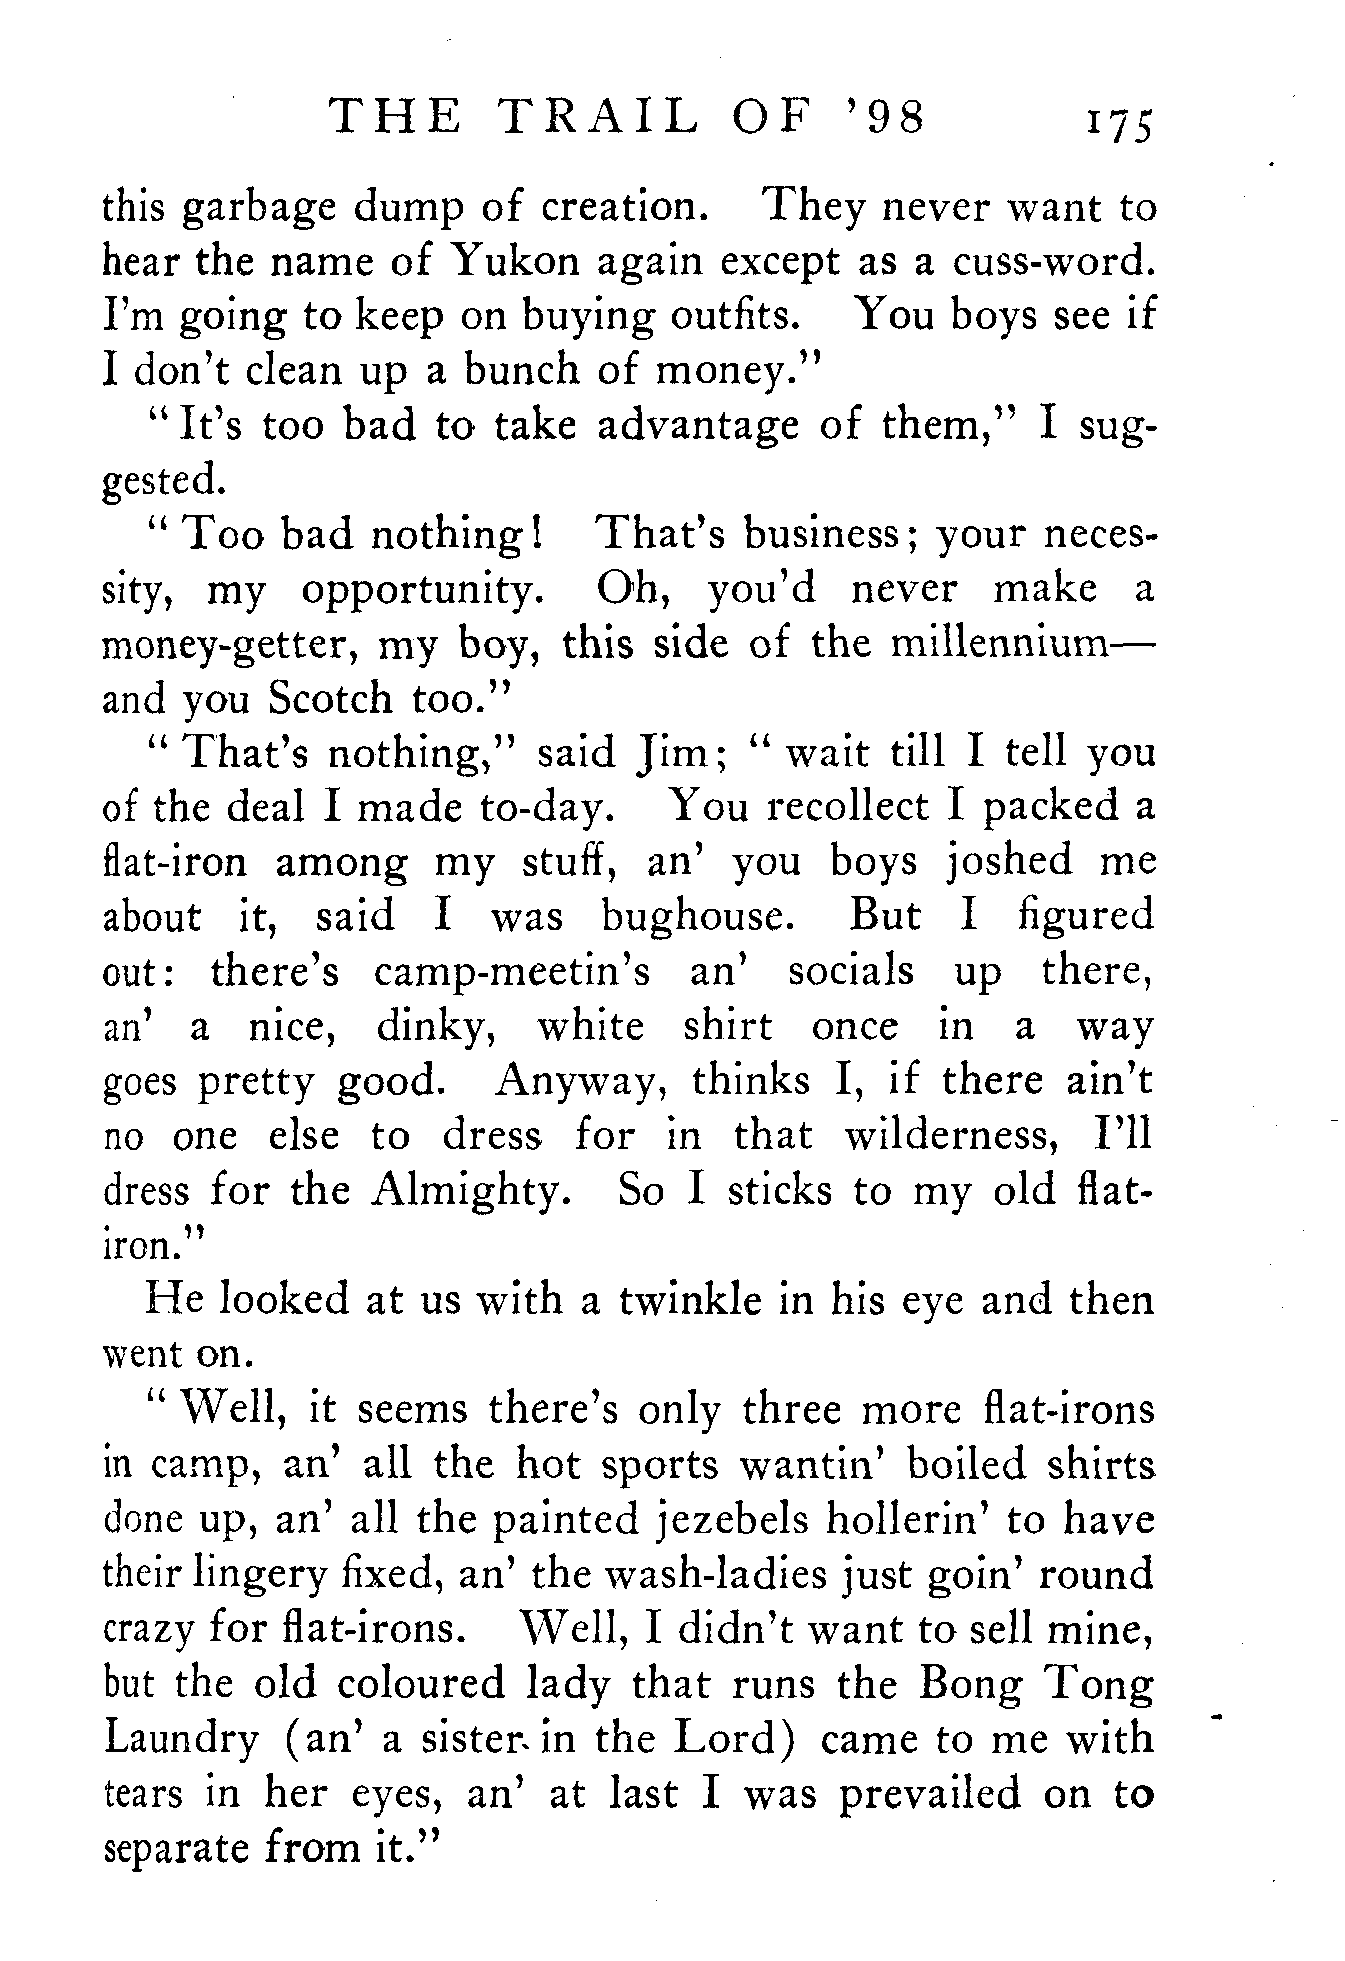 THE TRAIL OF '98 175
this garbage dump of creation. They never want to
hear the name of Yukon again except as a cuss-word.
I'm going to keep on buying outfits. You boys see if
I don't clean up a bunch of money."
"It's too bad to take advantage of them," I sug-
gested.
"Too bad nothing! That's business; your neces-
sity, my opportunity. Oh, you'd never make a
money-getter, my boy, this side of the millennium—
and you Scotch too."
"That's nothing," said Jim; "wait till I tell you
of the deal I made to-day. You recollect I packed a
flat-iron among my stuff, an' you boys joshed me
about it, said I was bughouse. But I figured
out: there's camp-meetin's an' socials up there,
an' a nice, dinky, white shirt once in a way
goes pretty good. Anyway, thinks I, if there ain't
no one else to dress for in that wilderness, I'll
dress for the Almighty. So I sticks to my old flat-
iron."
He looked at us with a twinkle in his eye and then
went on.
"Well, it seems there's only three more flat-irons
in camp, an' all the hot sports wantin' boiled shirts
done up, an' all the painted jezebels hollerin' to have
their lingery fixed, an' the wash-ladies just goin' round
crazy for flat-irons. Well, I didn't want to sell mine,
but the old coloured lady that runs the Bong Tong
Laundry (an' a sister in the Lord) came to me with
tears in her eyes, an' at last I was prevailed on to
separate from it."